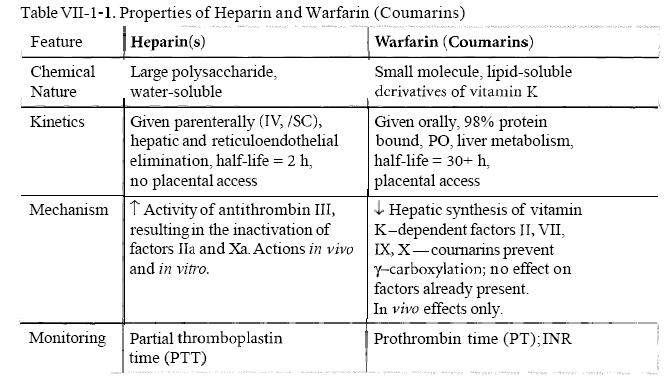 Table VII-1-1. Properties of Heparin and Warfarin (Coumarins)
Feature
Heparin(s)
Warfarin (Coumarins)
Chemical
Nature
Large polysaccharide,
water-soluble
Small molecule, lipid-soluble
derivatives of vitamin K
Kinetics
Given parenterally (IV, /SC),
hepatic and reticuloendothelial
elimination, half-life = 2 h,
no placental access
Given orally, 98% protein
bound, PO, liver metabolism,
half-life = 30+ h,
placental access
Mechanism
↑ Activity of antithrombin III,
resulting in the inactivation of
factors IIa and Xa. Actions in vivo
and in vitro.
↓ Hepatic synthesis of vitamin
K–dependent factors II, VII,
IX, X—cournarins prevent
γ-carboxylation; no effect on
factors already present.
In vivo effects only.
Monitoring
Partial thromboplastin
time (PTT)
Prothrombin time (PT); INR